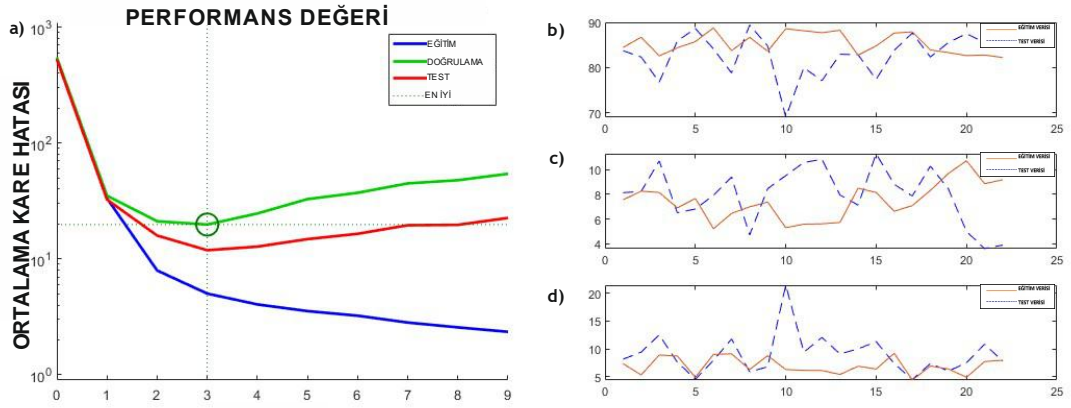 PERFORMANS DEĞERİ
a)
ORTALAMA KARE HATASI
10³
10²
10¹
10⁰
0 1 2 3 4 5 6 7 8 9
EĞİTİM
DOĞRULAMA
TEST
EN İYİ
b)
90
80
70
0 5 10 15 20 25
EĞİTİM VERİSİ
TEST VERİSİ
c)
10
8
6
4
0 5 10 15 20 25
EĞİTİM VERİSİ
TEST VERİSİ
d)
20
15
10
5
0 5 10 15 20 25
EĞİTİM VERİSİ
TEST VERİSİ